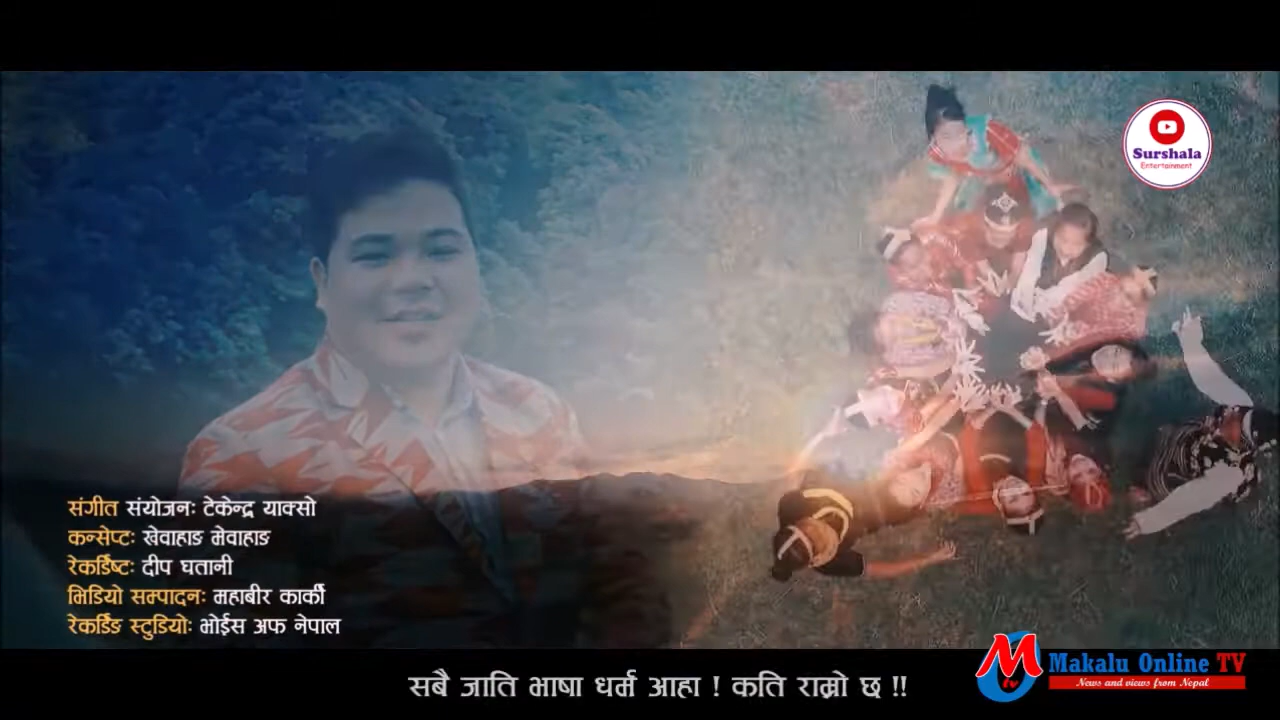 Surshala
Entertainment
संगीत संयोजनः टेकेन्द्र याक्सो
कन्सेप्टः खेवाहाङ मेवाहाङ
रेकर्डिष्टः दीप घतानी
भिडियो सम्पादनः महाबीर कार्की
रेकर्डिङ स्टुडियोः भोईस अफ नेपाल
M tv Makalu Online TV
News and views from Nepal
सबै जाति भाषा धर्म आहा ! कति राम्रो छ !!